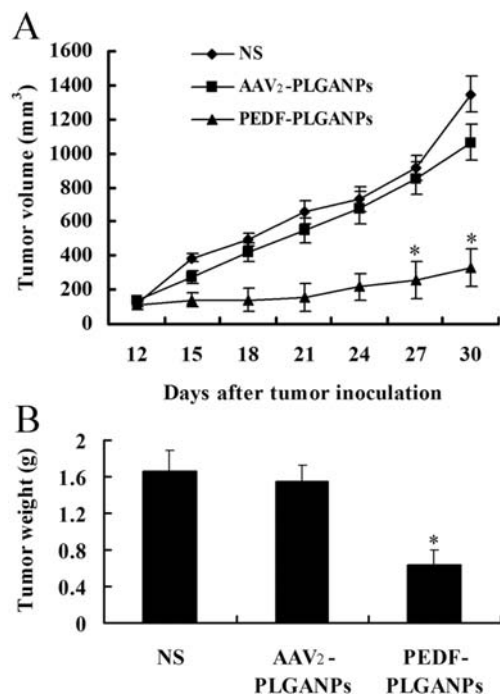 A
NS
AAV₂-PLGANPs
PEDF-PLGANPs
Tumor volume (mm³)
1600
1400
1200
1000
800
600
400
200
0
* *
12 15 18 21 24 27 30
Days after tumor inoculation
B
Tumor weight (g)
2
1.6
1.2
0.8
0.4
0
*
NS
AAV₂-
PLGANPs
PEDF-
PLGANPs